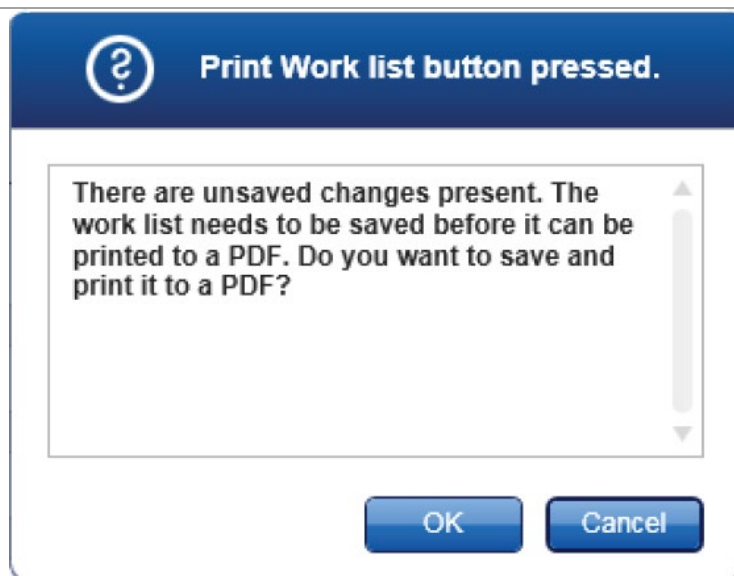 Print Work list button pressed.
There are unsaved changes present. The
work list needs to be saved before it can be
printed to a PDF. Do you want to save and
print it to a PDF?
OK
Cancel